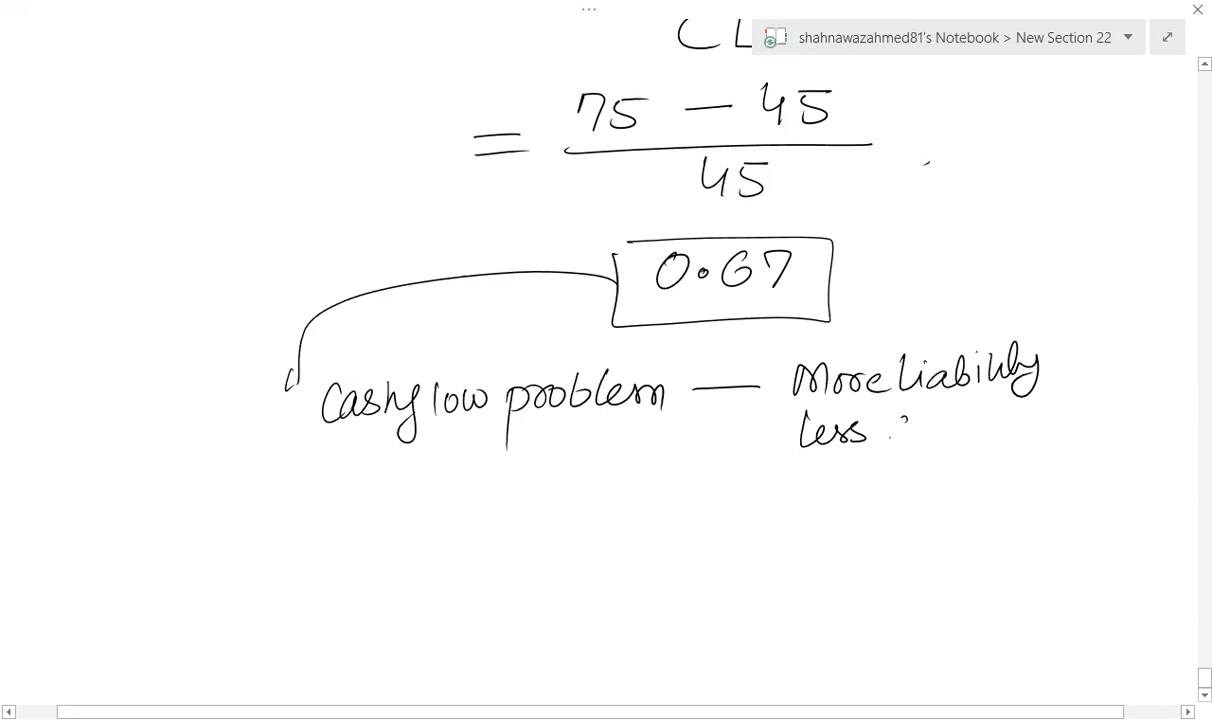 shahnawazahmed81's Notebook > New Section 22
CL
= 75 — 45
45
0.67
Cashflow problem — More liability
less